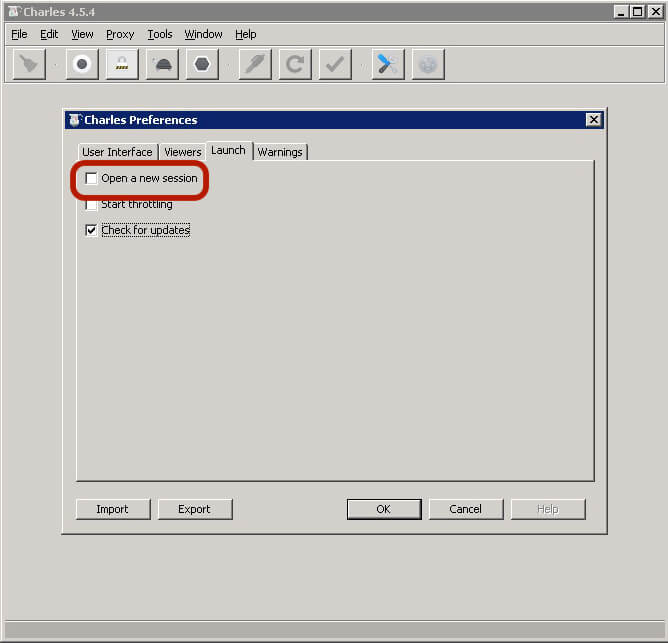 Charles 4.5.4
File Edit View Proxy Tools Window Help
Charles Preferences
User Interface Viewers Launch Warnings
Open a new session
Start throttling
Check for updates
Import Export OK Cancel Help